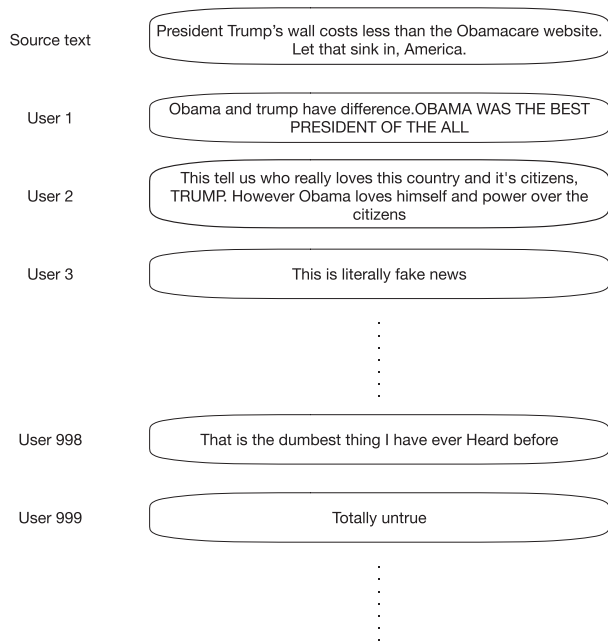 Source text
President Trump’s wall costs less than the Obamacare website.
Let that sink in, America.
User 1
Obama and trump have difference.OBAMA WAS THE BEST
PRESIDENT OF THE ALL
User 2
This tell us who really loves this country and it's citizens,
TRUMP. However Obama loves himself and power over the
citizens
User 3
This is literally fake news
User 998
That is the dumbest thing I have ever Heard before
User 999
Totally untrue